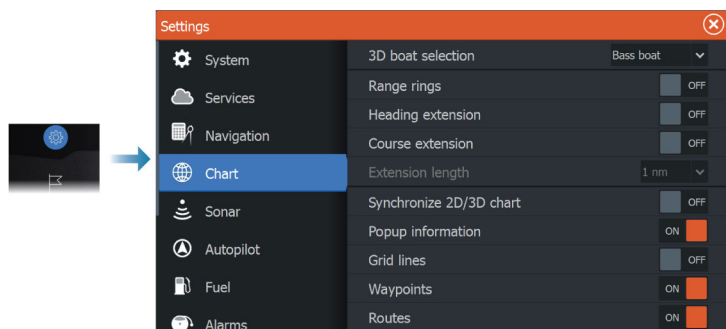 Settings
System
Services
Navigation
Chart
Sonar
Autopilot
Fuel
Alarms
3D boat selection Bass boat
Range rings OFF
Heading extension OFF
Course extension OFF
Extension length 1 nm
Synchronize 2D/3D chart OFF
Popup information ON
Grid lines OFF
Waypoints ON
Routes ON